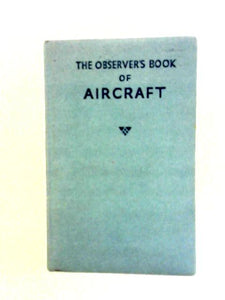 THE OBSERVER'S BOOK
OF
AIRCRAFT